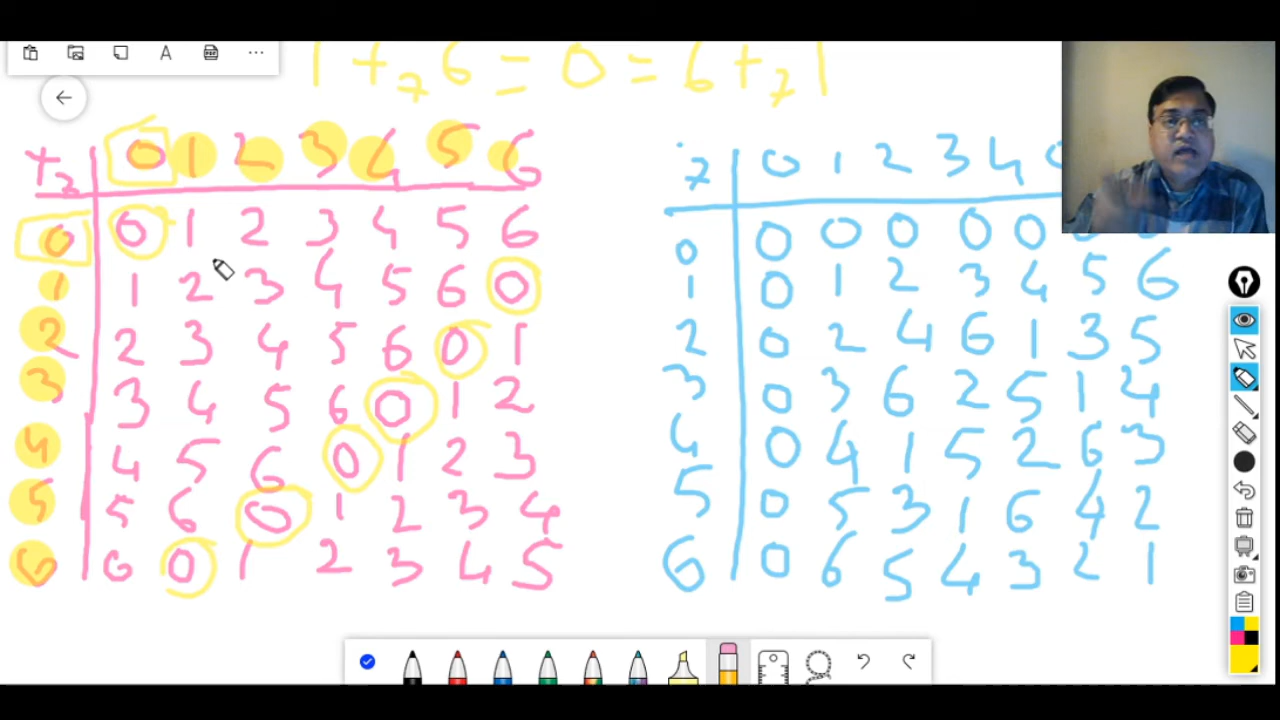 1 +₇ 6 = 0 = 6 +₇ 1
+₇ 0 1 2 3 4 5 6
0 0 1 2 3 4 5 6
1 1 2 3 4 5 6 0
2 2 3 4 5 6 0 1
3 3 4 5 6 0 1 2
4 4 5 6 0 1 2 3
5 5 6 0 1 2 3 4
6 6 0 1 2 3 4 5
.₇ 0 1 2 3 4
0 0 0 0 0 0 0 0
1 0 1 2 3 4 5 6
2 0 2 4 6 1 3 5
3 0 3 6 2 5 1 4
4 0 4 1 5 2 6 3
5 0 5 3 1 6 4 2
6 0 6 5 4 3 2 1